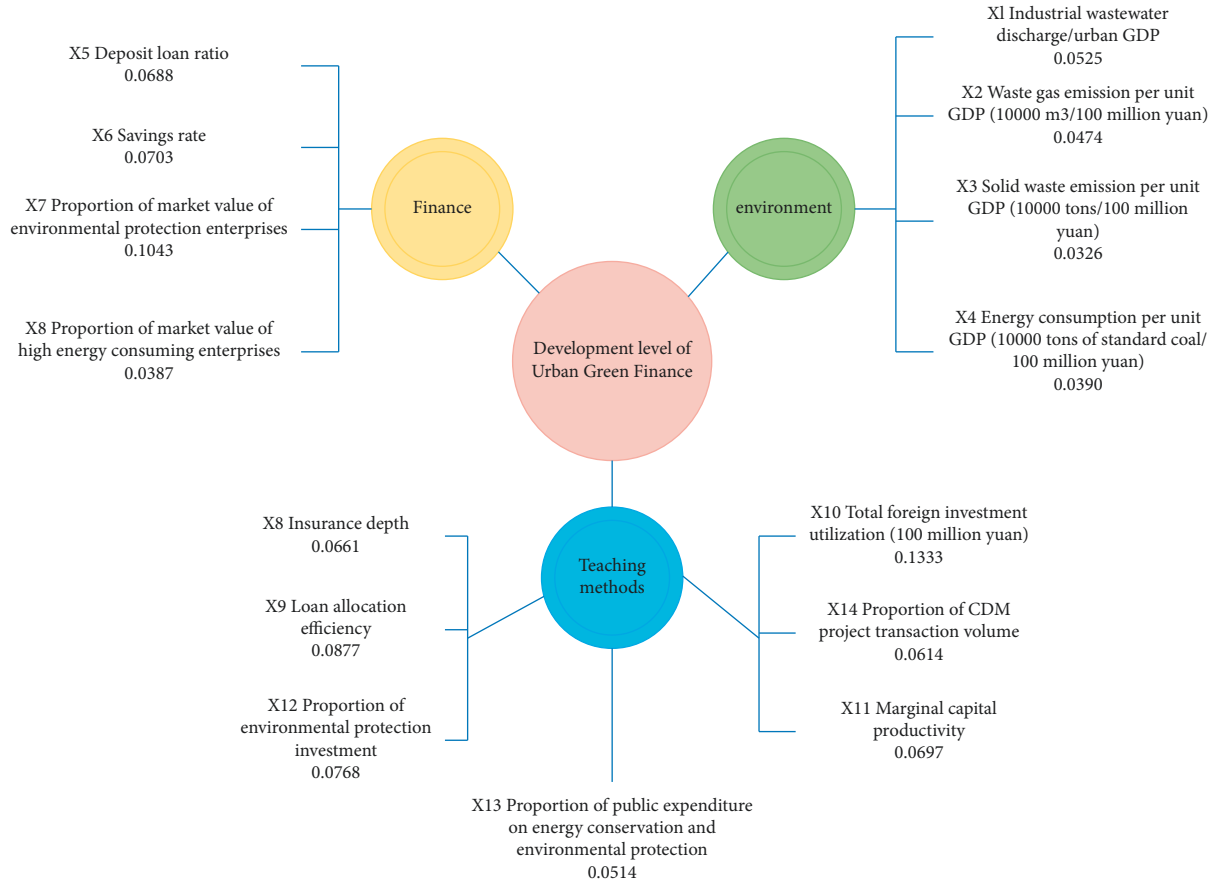 X5 Deposit loan ratio
0.0688
X6 Savings rate
0.0703
X7 Proportion of market value of
environmental protection enterprises
0.1043
X8 Proportion of market value of
high energy consuming enterprises
0.0387
Finance
environment
Xl Industrial wastewater
discharge/urban GDP
0.0525
X2 Waste gas emission per unit
GDP (10000 m3/100 million yuan)
0.0474
X3 Solid waste emission per unit
GDP (10000 tons/100 million
yuan)
0.0326
X4 Energy consumption per unit
GDP (10000 tons of standard coal/
100 million yuan)
0.0390
Development level of
Urban Green Finance
X8 Insurance depth
0.0661
X9 Loan allocation
efficiency
0.0877
X12 Proportion of
environmental protection
investment
0.0768
Teaching
methods
X10 Total foreign investment
utilization (100 million yuan)
0.1333
X14 Proportion of CDM
project transaction volume
0.0614
X11 Marginal capital
productivity
0.0697
X13 Proportion of public expenditure
on energy conservation and
environmental protection
0.0514